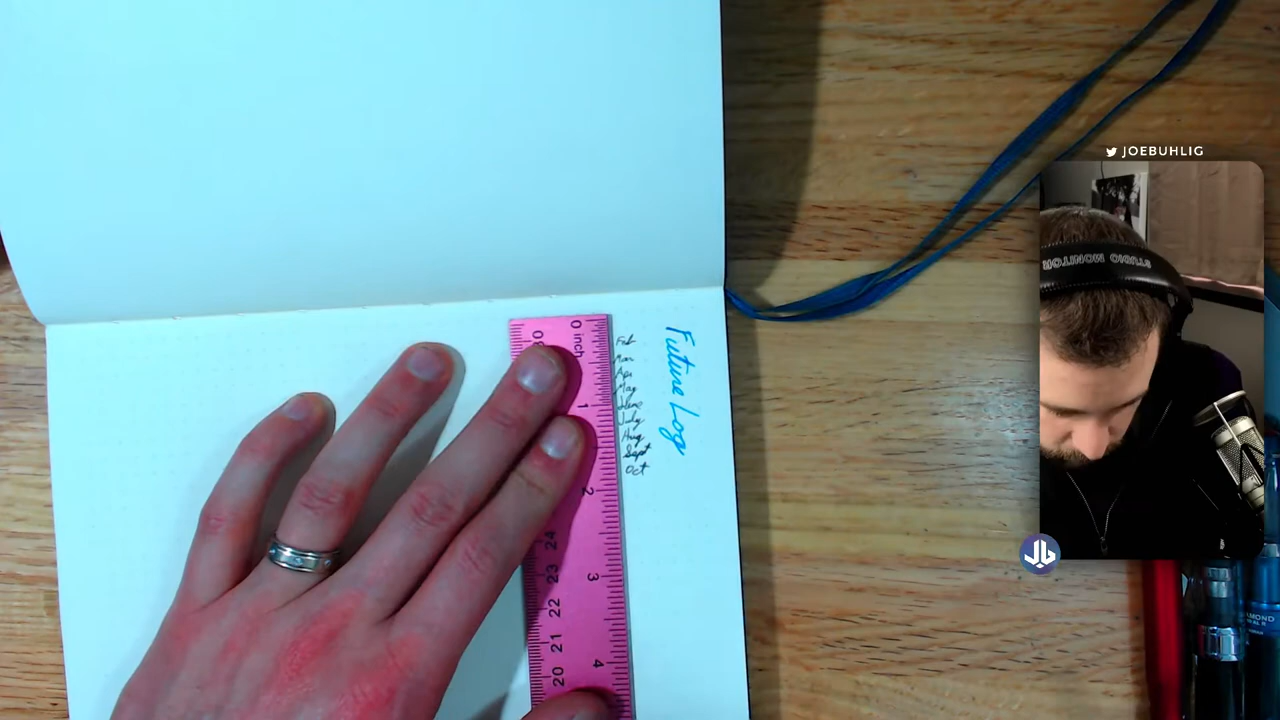 JOEBUHLIG
STUDIO MONITOR
Future Log
Feb
Mar
Apr
May
June
July
Aug
Sept
Oct
0 inch
1
2
3
4
24
23
22
21
20
JB